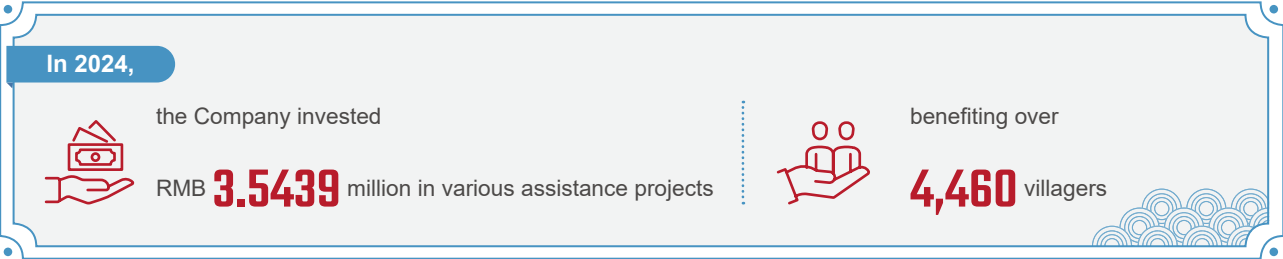 In 2024,
the Company invested
RMB 3.5439 million in various assistance projects
benefiting over
4,460 villagers